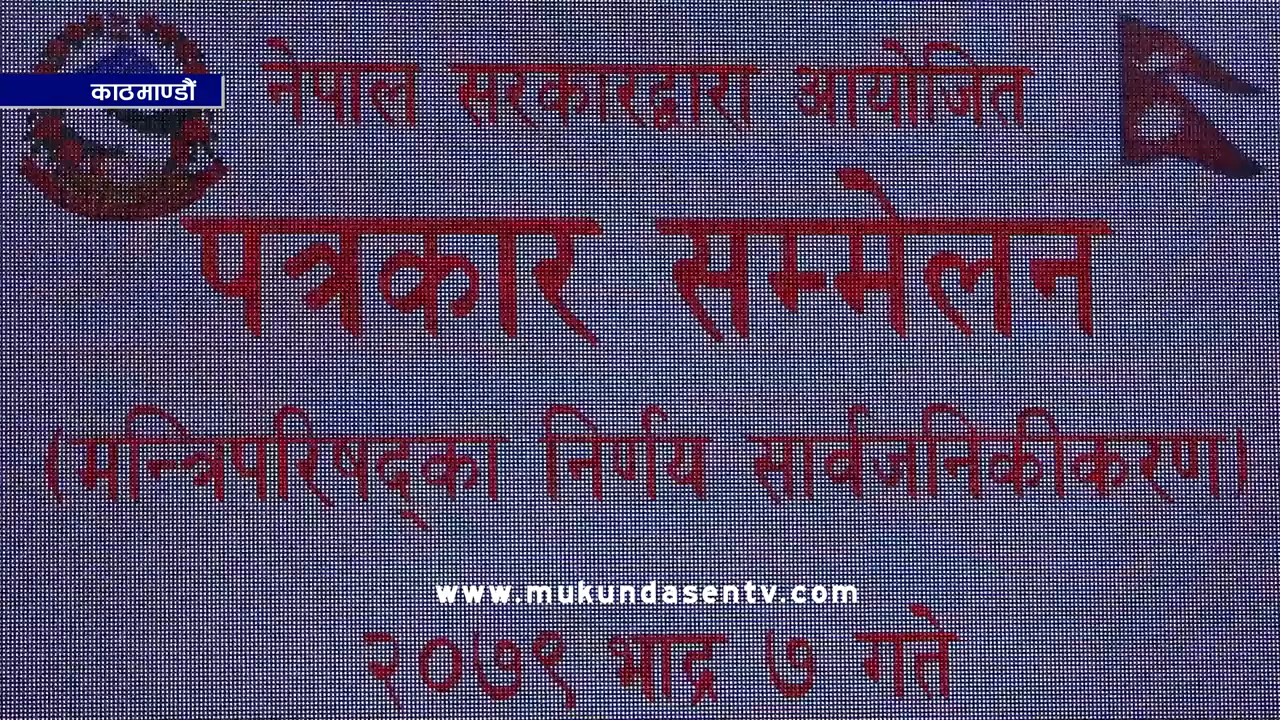 काठमाण्डौं
नेपाल सरकारद्वारा आयोजित
पत्रकार सम्मेलन
(मन्त्रिपरिषद्का निर्णय सार्वजनिकीकरण)
www.mukundasentv.com
२०७९ भाद्र ७ गते